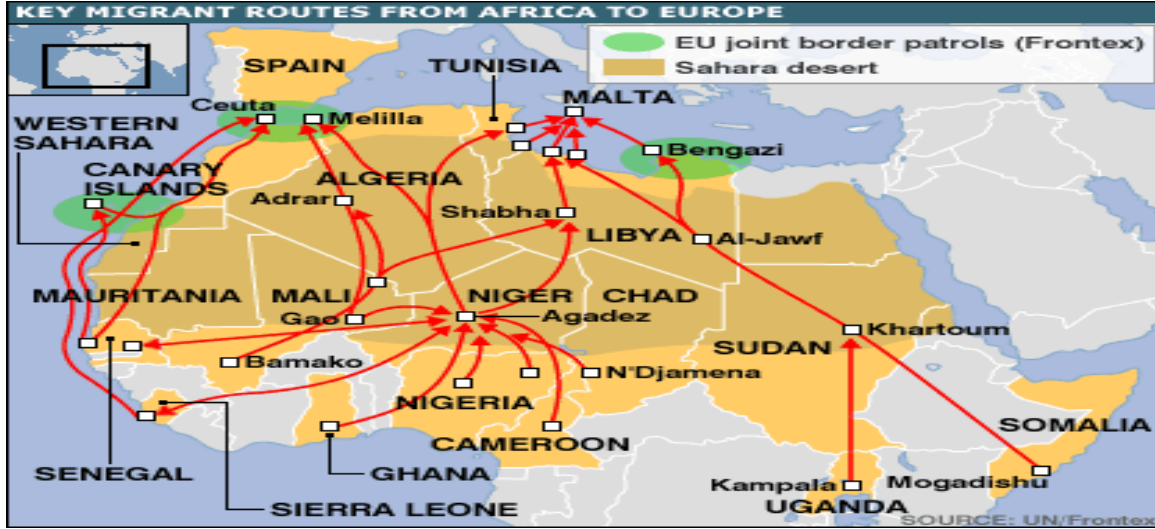 KEY MIGRANT ROUTES FROM AFRICA TO EUROPE
EU joint border patrols (Frontex)
Sahara desert
SPAIN
TUNISIA
MALTA
Ceuta
Melilla
WESTERN
SAHARA
Bengazi
CANARY
ISLANDS
ALGERIA
Adrar
Shabha
LIBYA
Al-Jawf
MAURITANIA
MALI
NIGER
CHAD
Gao
Agadez
Khartoum
SUDAN
Bamako
N'Djamena
NIGERIA
SOMALIA
CAMEROON
SENEGAL
GHANA
Kampala
Mogadishu
SIERRA LEONE
UGANDA
SOURCE: UN/Frontex